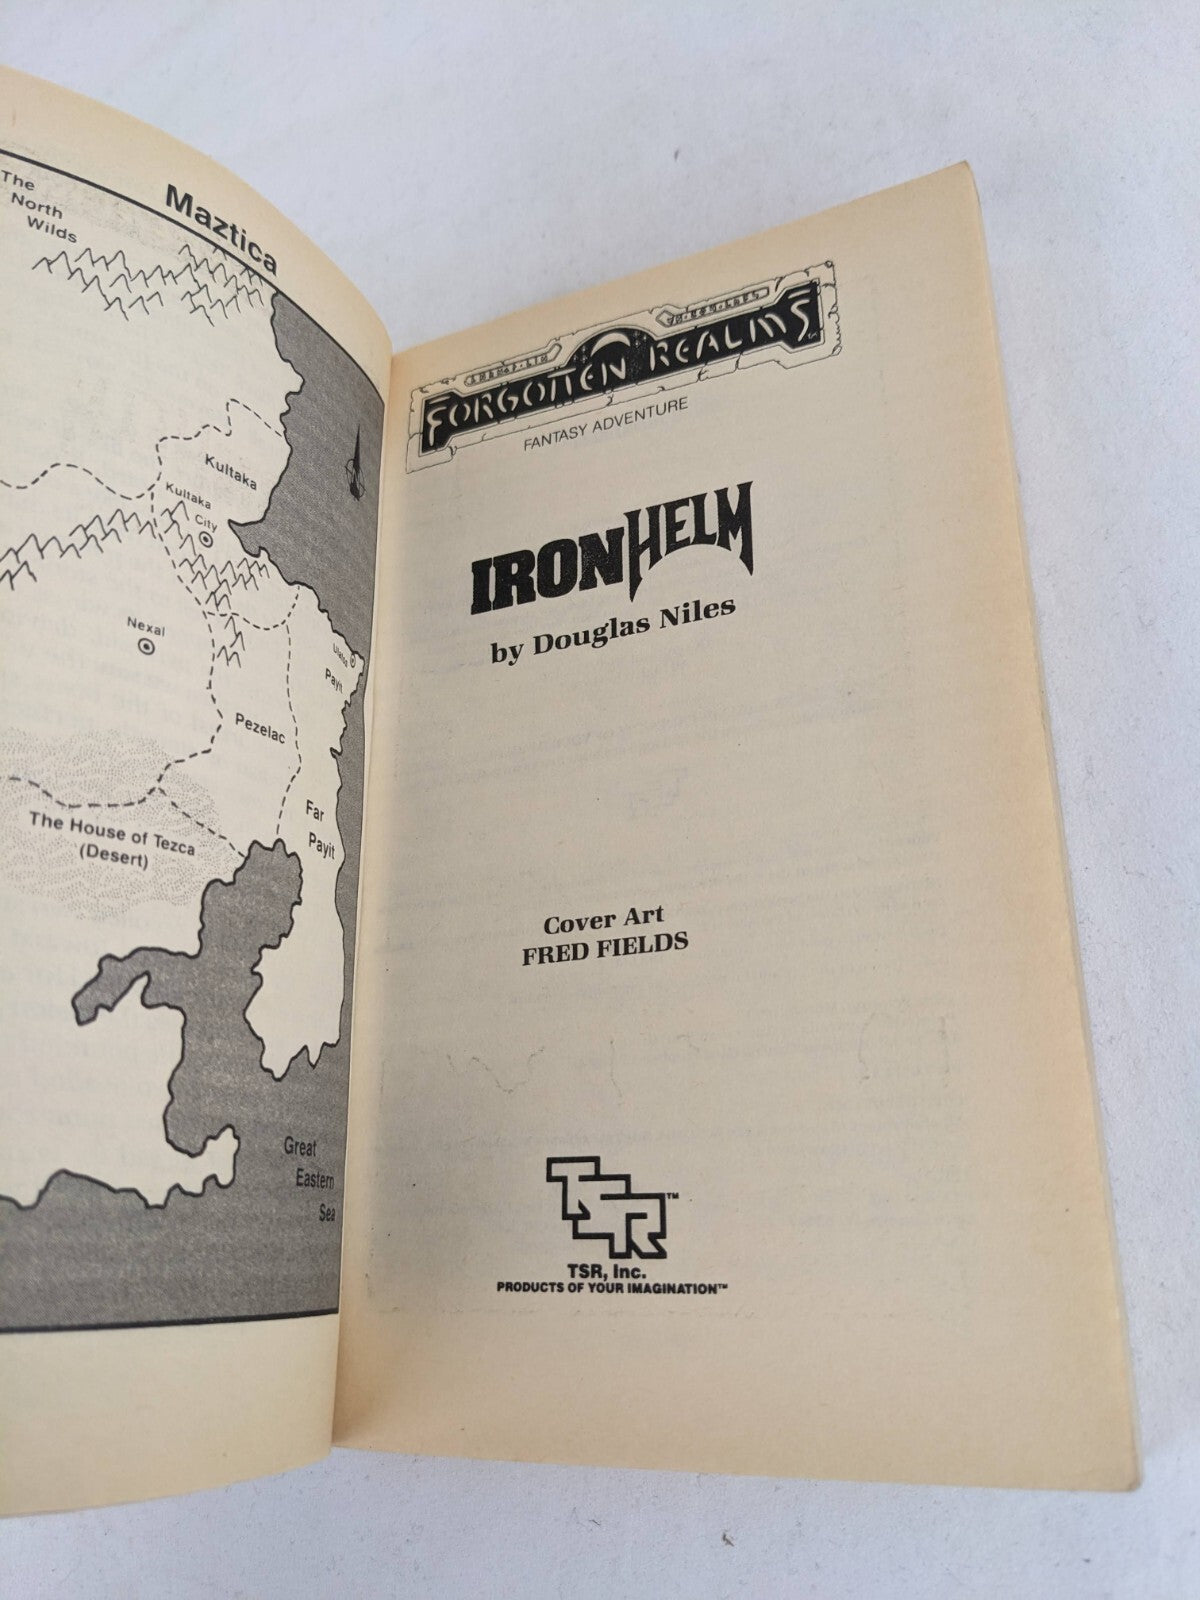 Maztica
The
North
Wilds
Kultaka
Kultaka
City
Nexal
Ulatos
Payit
Pezelac
Far
Payit
The House of Tezca
(Desert)
Great
Eastern
Sea
FORGOTTEN REALMS
FANTASY ADVENTURE
IRONHELM
by Douglas Niles
Cover Art
FRED FIELDS
TSR™
TSR, Inc.
PRODUCTS OF YOUR IMAGINATION™